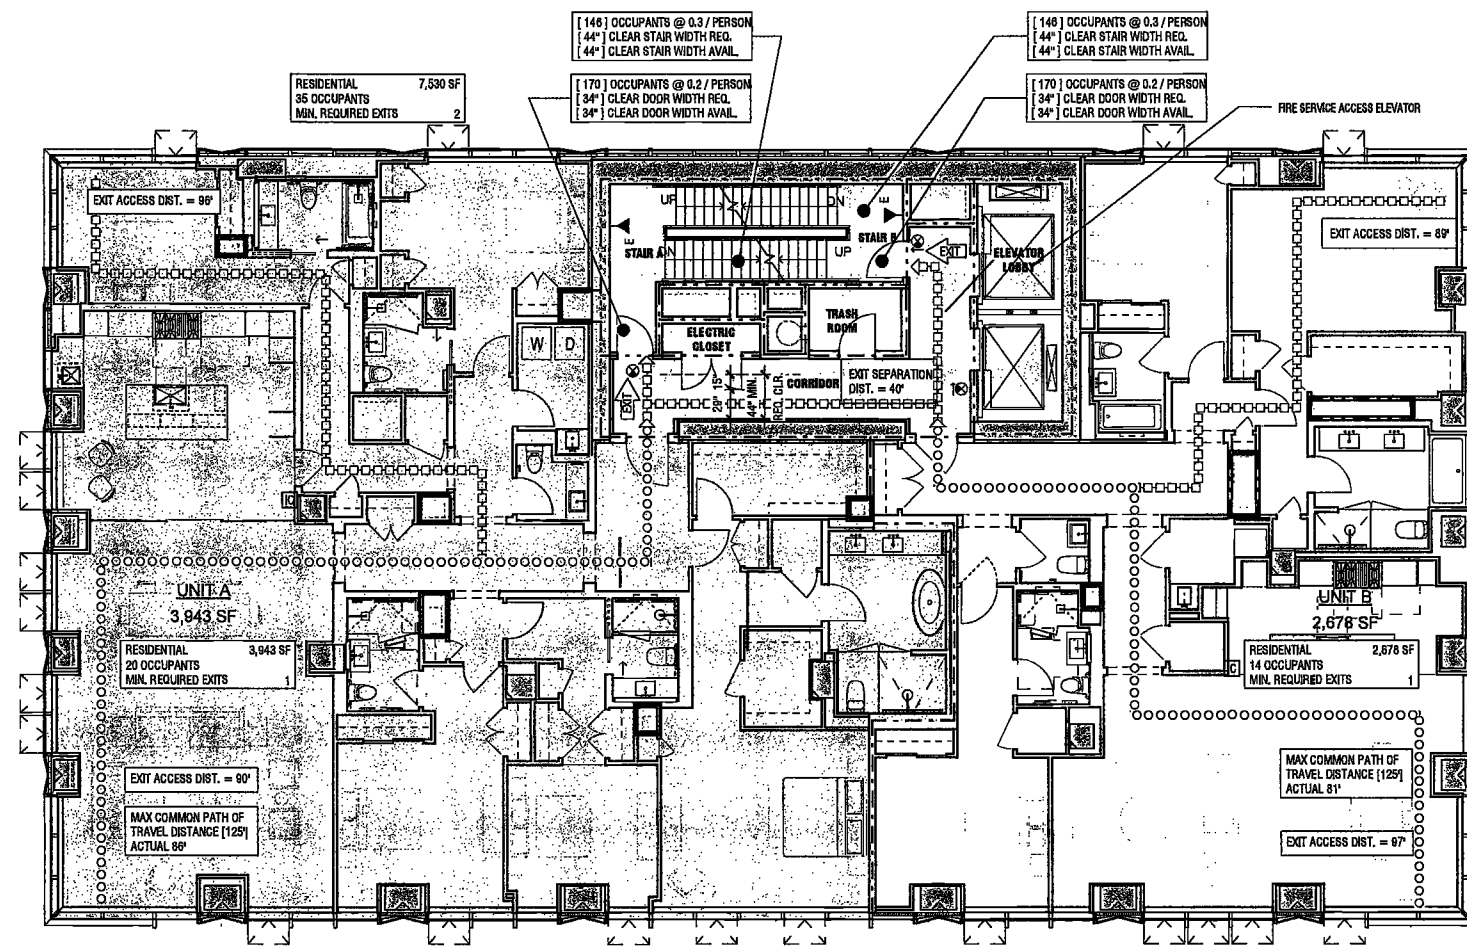 [ 146 ] OCCUPANTS @ 0.3 / PERSON
[ 44" ] CLEAR STAIR WIDTH REQ.
[ 44" ] CLEAR STAIR WIDTH AVAIL.
[ 146 ] OCCUPANTS @ 0.3 / PERSON
[ 44" ] CLEAR STAIR WIDTH REQ.
[ 44" ] CLEAR STAIR WIDTH AVAIL.
RESIDENTIAL 7,530 SF
35 OCCUPANTS
MIN. REQUIRED EXITS 2
[ 170 ] OCCUPANTS @ 0.2 / PERSON
[ 34" ] CLEAR DOOR WIDTH REQ.
[ 34" ] CLEAR DOOR WIDTH AVAIL.
[ 170 ] OCCUPANTS @ 0.2 / PERSON
[ 34" ] CLEAR DOOR WIDTH REQ.
[ 34" ] CLEAR DOOR WIDTH AVAIL.
FIRE SERVICE ACCESS ELEVATOR
EXIT ACCESS DIST. = 96'
UP
DN
E
E
STAIR A
DN
UP
STAIR B
EXIT
ELEVATOR
LOBBY
EXIT ACCESS DIST. = 89'
W D
ELECTRIC
CLOSET
TRASH
ROOM
EXIT
29" 15"
44" MIN.
REQ. CLR.
CORRIDOR
EXIT SEPARATION
DIST. = 40'
UNIT A
3,943 SF
RESIDENTIAL 3,943 SF
20 OCCUPANTS
MIN. REQUIRED EXITS 1
UNIT B
2,678 SF
RESIDENTIAL 2,678 SF
14 OCCUPANTS
MIN. REQUIRED EXITS 1
EXIT ACCESS DIST. = 90'
MAX COMMON PATH OF
TRAVEL DISTANCE [125']
ACTUAL 86'
MAX COMMON PATH OF
TRAVEL DISTANCE [125']
ACTUAL 81'
EXIT ACCESS DIST. = 97'